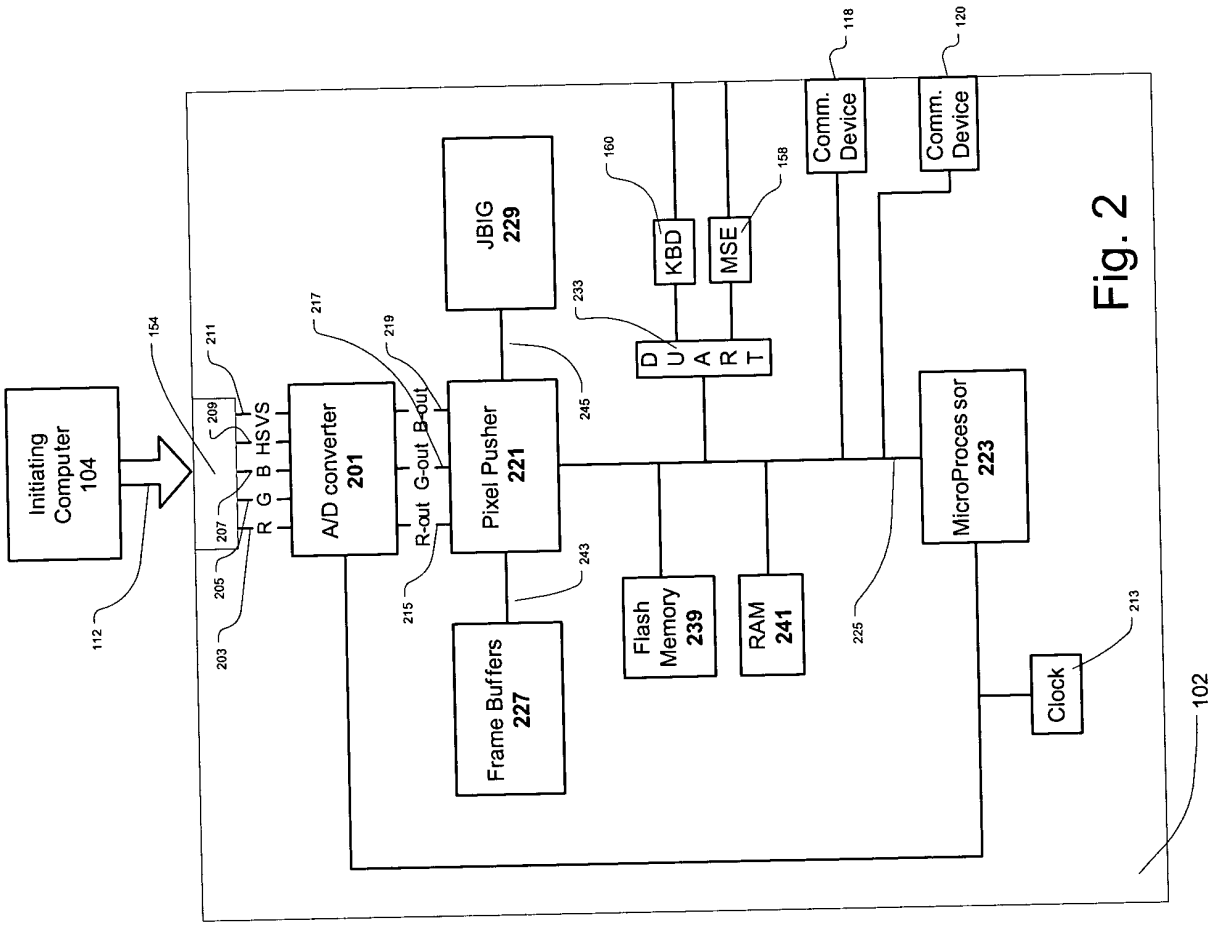 Initiating
Computer
104
112
154
211
209
207
205
203
R G B HS VS
A/D converter
201
217
219
215
R-out G-out B-out
Pixel Pusher
221
JBIG
229
245
243
Frame Buffers
227
160
KBD
158
MSE
233
D
U
A
R
T
118
Comm.
Device
120
Comm.
Device
Flash
Memory
239
RAM
241
225
MicroProcessor
223
Clock
213
102
Fig. 2